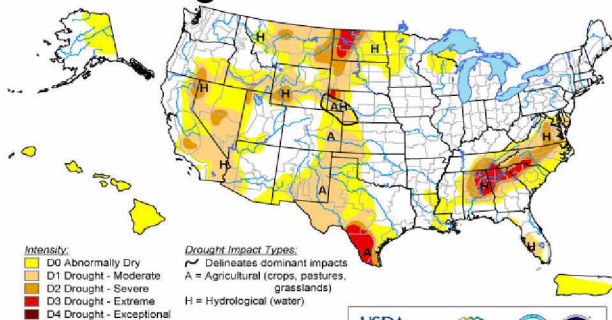 H
H
H
H
AH
A
H
A
H
H
A
H
Intensity:
D0 Abnormally Dry
D1 Drought - Moderate
D2 Drought - Severe
D3 Drought - Extreme
D4 Drought - Exceptional
Drought Impact Types:
Delineates dominant impacts
A = Agricultural (crops, pastures,
grasslands)
H = Hydrological (water)
USDA